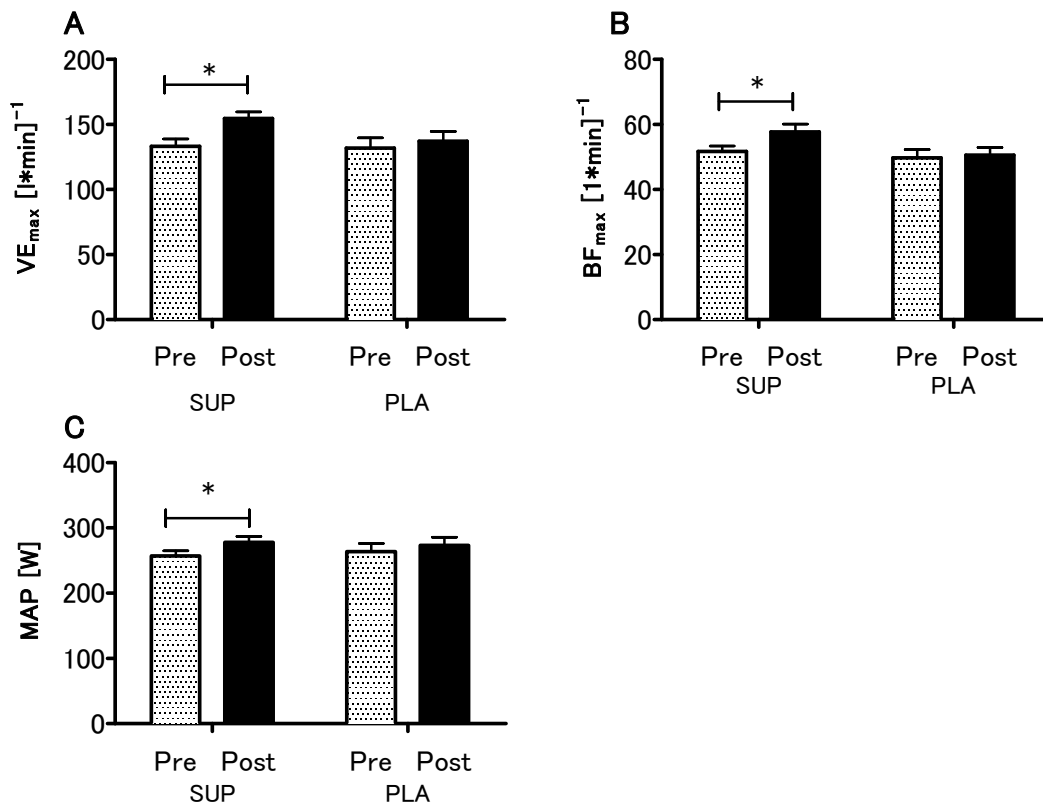 A
VEmax [l*min]⁻¹
200
150
100
50
0
*
Pre Post Pre Post
SUP PLA
B
BFmax [1*min]⁻¹
80
60
40
20
0
*
Pre Post Pre Post
SUP PLA
C
MAP [W]
400
300
200
100
0
*
Pre Post Pre Post
SUP PLA